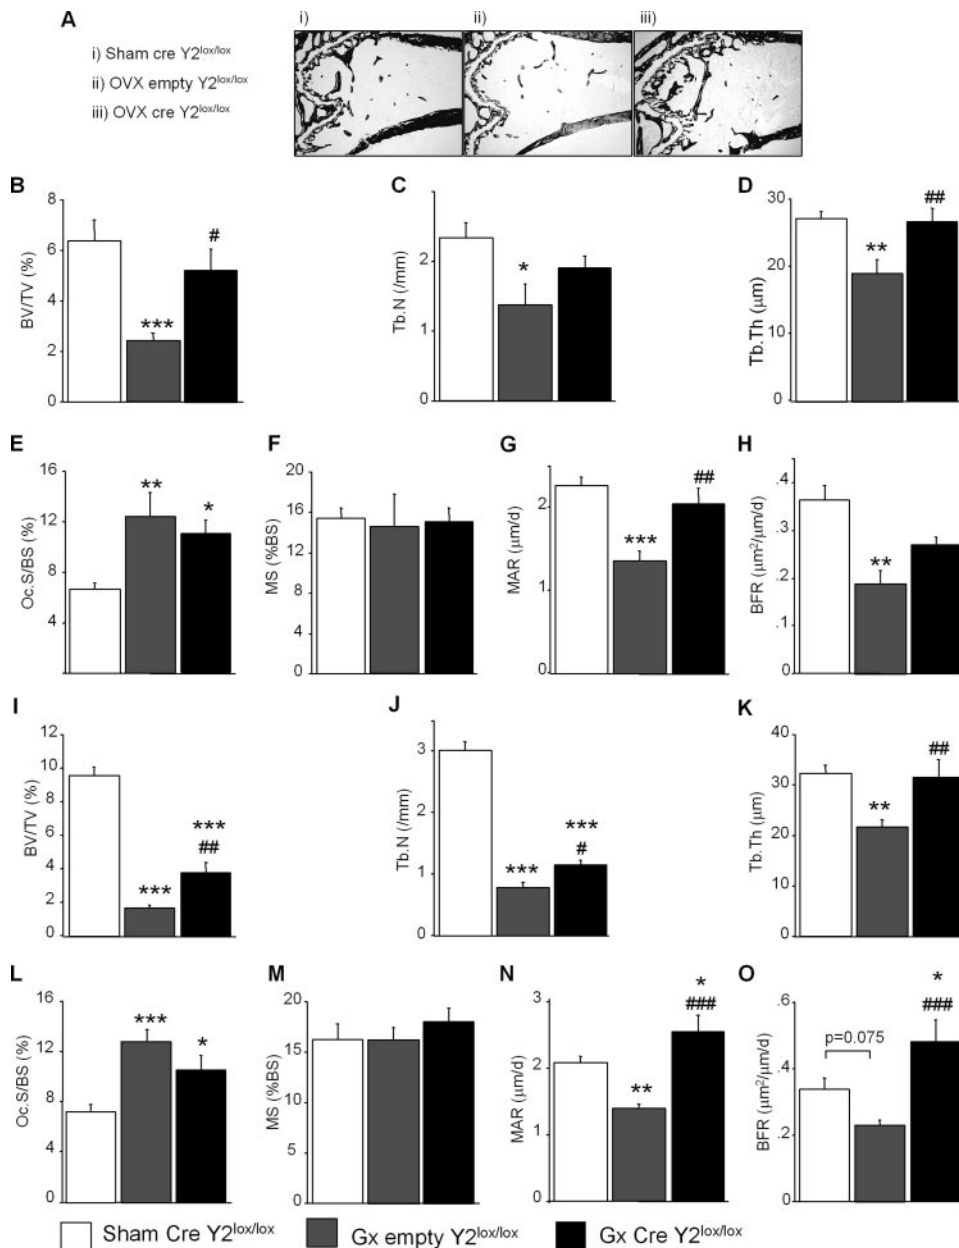 A
i) Sham cre Y2lox/lox
ii) OVX empty Y2lox/lox
iii) OVX cre Y2lox/lox
i)
ii)
iii)
B
BV/TV (%)
8
6
4
2
0
***
#
C
Tb.N (/mm)
2
1
0
*
D
Tb.Th (µm)
30
20
10
0
**
##
E
Oc.S/BS (%)
16
12
8
4
**
*
F
MS (%BS)
20
16
12
8
4
0
G
MAR (µm/d)
2
1
0
***
##
H
BFR (µm²/µm/d)
.4
.3
.2
.1
0
**
I
BV/TV (%)
12
10
8
6
4
2
0
***
***
##
J
Tb.N (/mm)
3
2
1
0
***
***
#
K
Tb.Th (µm)
40
30
20
10
0
**
##
L
Oc.S/BS (%)
16
12
8
4
0
***
*
M
MS (%BS)
20
15
10
5
0
N
MAR (µm/d)
3
2
1
0
**
*
###
O
BFR (µm²/µm/d)
.6
.4
.2
0
p=0.075
*
###
Sham Cre Y2lox/lox
Gx empty Y2lox/lox
Gx Cre Y2lox/lox